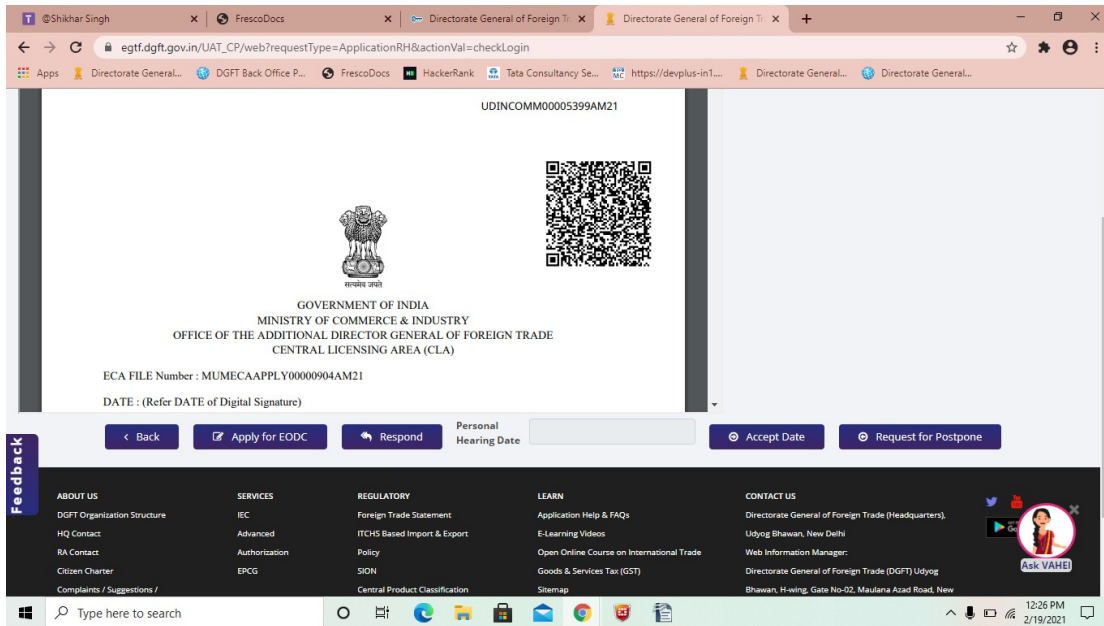 @Shikhar Singh
FrescoDocs
Directorate General of Foreign Tr
Directorate General of Foreign Tr
egtf.dgft.gov.in/UAT_CP/web?requestType=ApplicationRH&actionVal=checkLogin
Apps
Directorate General...
DGFT Back Office P...
FrescoDocs
HackerRank
Tata Consultancy Se...
https://devplus-in1....
Directorate General...
Directorate General...
UDINCOMM00005399AM21
सत्यमेव जयते
GOVERNMENT OF INDIA
MINISTRY OF COMMERCE & INDUSTRY
OFFICE OF THE ADDITIONAL DIRECTOR GENERAL OF FOREIGN TRADE
CENTRAL LICENSING AREA (CLA)
ECA FILE Number : MUMECAAPPLY00000904AM21
DATE : (Refer DATE of Digital Signature)
Back
Apply for EODC
Respond
Personal
Hearing Date
Accept Date
Request for Postpone
Feedback
ABOUT US
DGFT Organization Structure
HQ Contact
RA Contact
Citizen Charter
Complaints / Suggestions /
SERVICES
IEC
Advanced
Authorization
EPCG
REGULATORY
Foreign Trade Statement
ITCHS Based Import & Export
Policy
SION
Central Product Classification
LEARN
Application Help & FAQs
E-Learning Videos
Open Online Course on International Trade
Goods & Services Tax (GST)
Sitemap
CONTACT US
Directorate General of Foreign Trade (Headquarters),
Udyog Bhawan, New Delhi
Web Information Manager:
Directorate General of Foreign Trade (DGFT) Udyog
Bhawan, H-wing, Gate No-02, Maulana Azad Road, New
Ask VAHEI
Type here to search
12:26 PM
2/19/2021